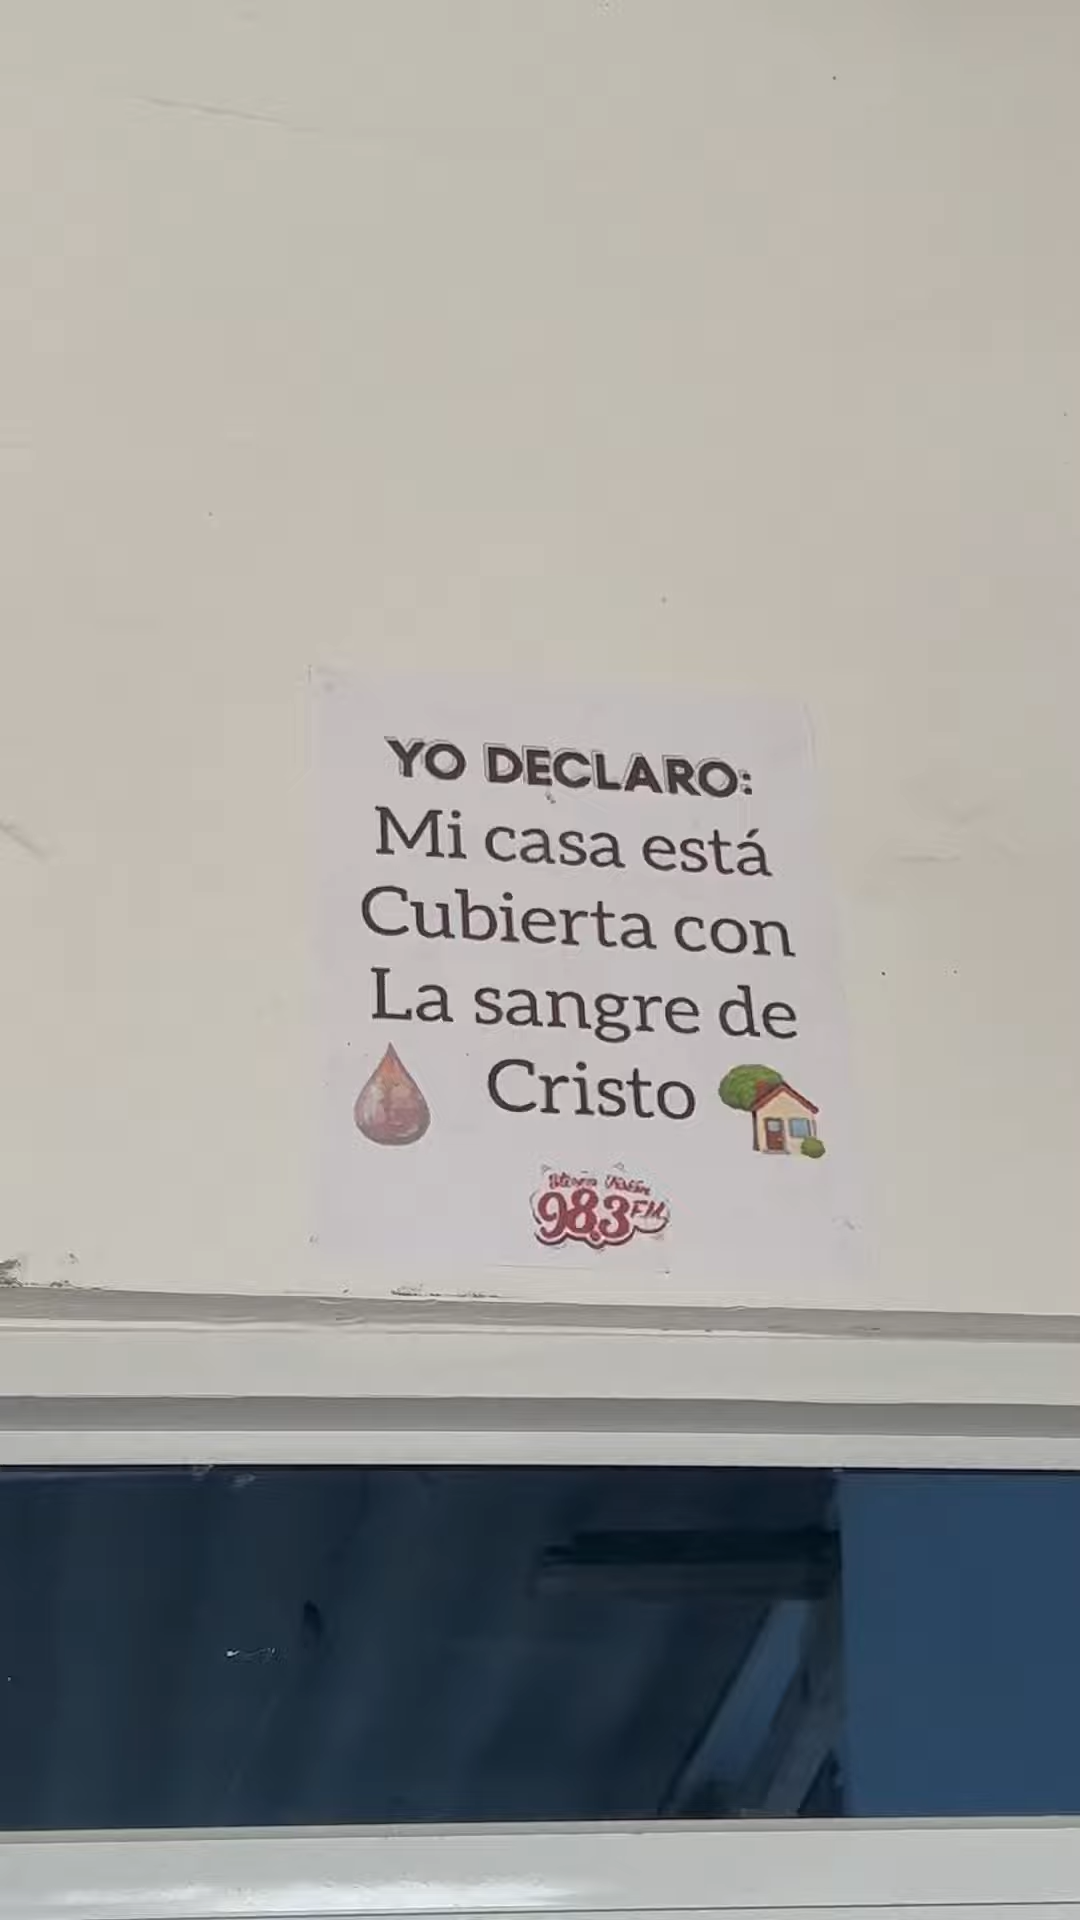 YO DECLARO:
Mi casa está
Cubierta con
La sangre de
Cristo
98.3 FM